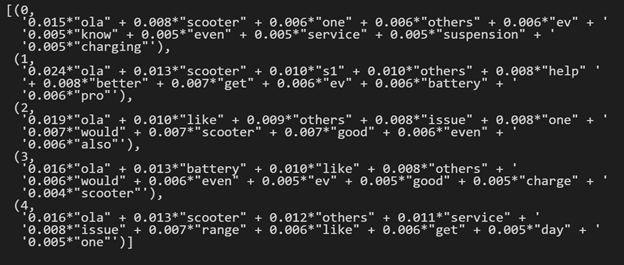 [(0,
'0.015*"ola" + 0.008*"scooter" + 0.006*"one" + 0.006*"others" + 0.006*"ev" + '
'0.005*"know" + 0.005*"even" + 0.005*"service" + 0.005*"suspension" + '
'0.005*"charging"'),
(1,
'0.024*"ola" + 0.013*"scooter" + 0.010*"s1" + 0.010*"others" + 0.008*"help" '
'+ 0.008*"better" + 0.007*"get" + 0.006*"ev" + 0.006*"battery" + '
'0.006*"pro"'),
(2,
'0.019*"ola" + 0.010*"like" + 0.009*"others" + 0.008*"issue" + 0.008*"one" + '
'0.007*"would" + 0.007*"scooter" + 0.007*"good" + 0.006*"even" + '
'0.006*"also"'),
(3,
'0.016*"ola" + 0.013*"battery" + 0.010*"like" + 0.008*"others" + '
'0.006*"would" + 0.006*"even" + 0.005*"ev" + 0.005*"good" + 0.005*"charge" + '
'0.004*"scooter"'),
(4,
'0.016*"ola" + 0.013*"scooter" + 0.012*"others" + 0.011*"service" + '
'0.008*"issue" + 0.007*"range" + 0.006*"like" + 0.006*"get" + 0.005*"day" + '
'0.005*"one"')]